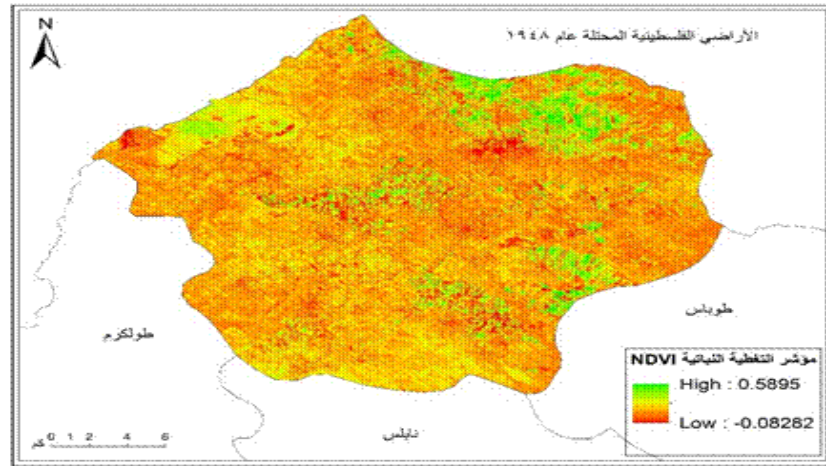 N
الأراضي الفلسطينية المحتلة عام ١٩٤٨
طوباس
طولكرم
نابلس
مؤشر التغطية النباتية NDVI
High : 0.5895
Low : -0.08282
0 1 2 4 6 كم